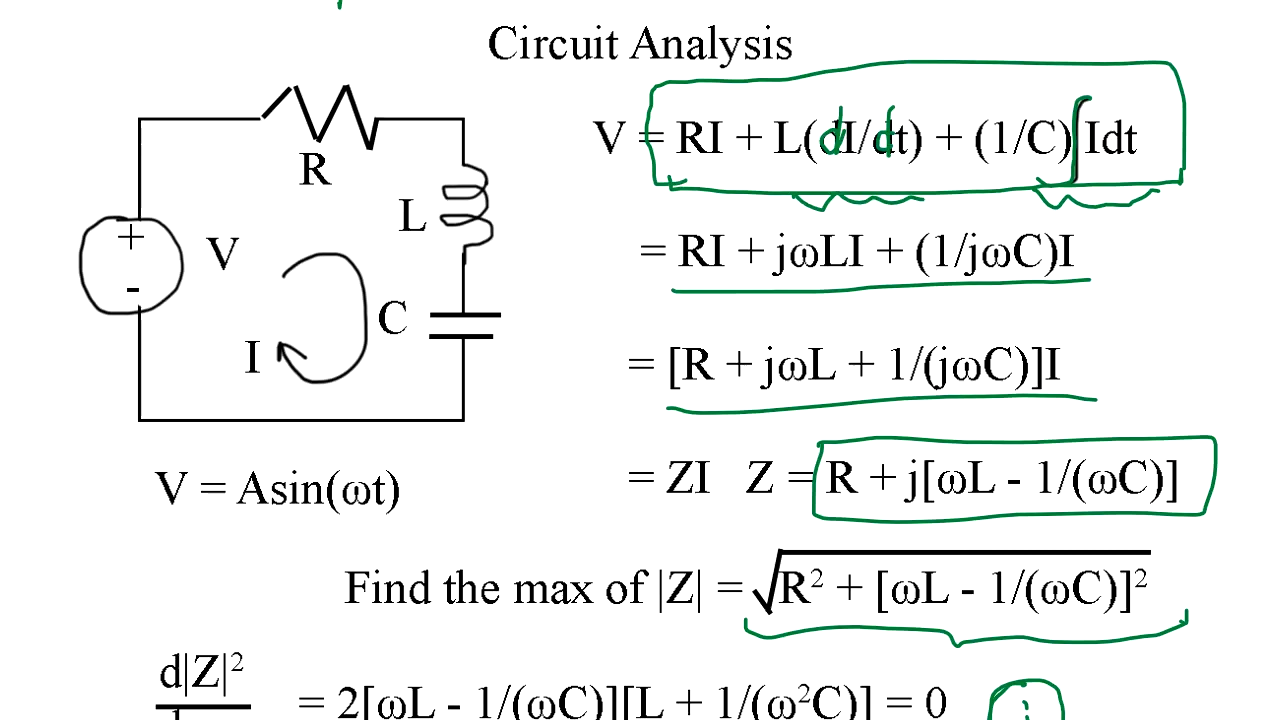 Circuit Analysis
V = RI + L(dI/dt) + (1/C)∫Idt
R
L
= RI + jωLI + (1/jωC)I
+
V
-
C
I
= [R + jωL + 1/(jωC)]I
V = Asin(ωt)
= ZI Z = R + j[ωL - 1/(ωC)]
Find the max of |Z| = √R² + [ωL - 1/(ωC)]²
d|Z|²
= 2[ωL - 1/(ωC)][L + 1/(ω²C)] = 0